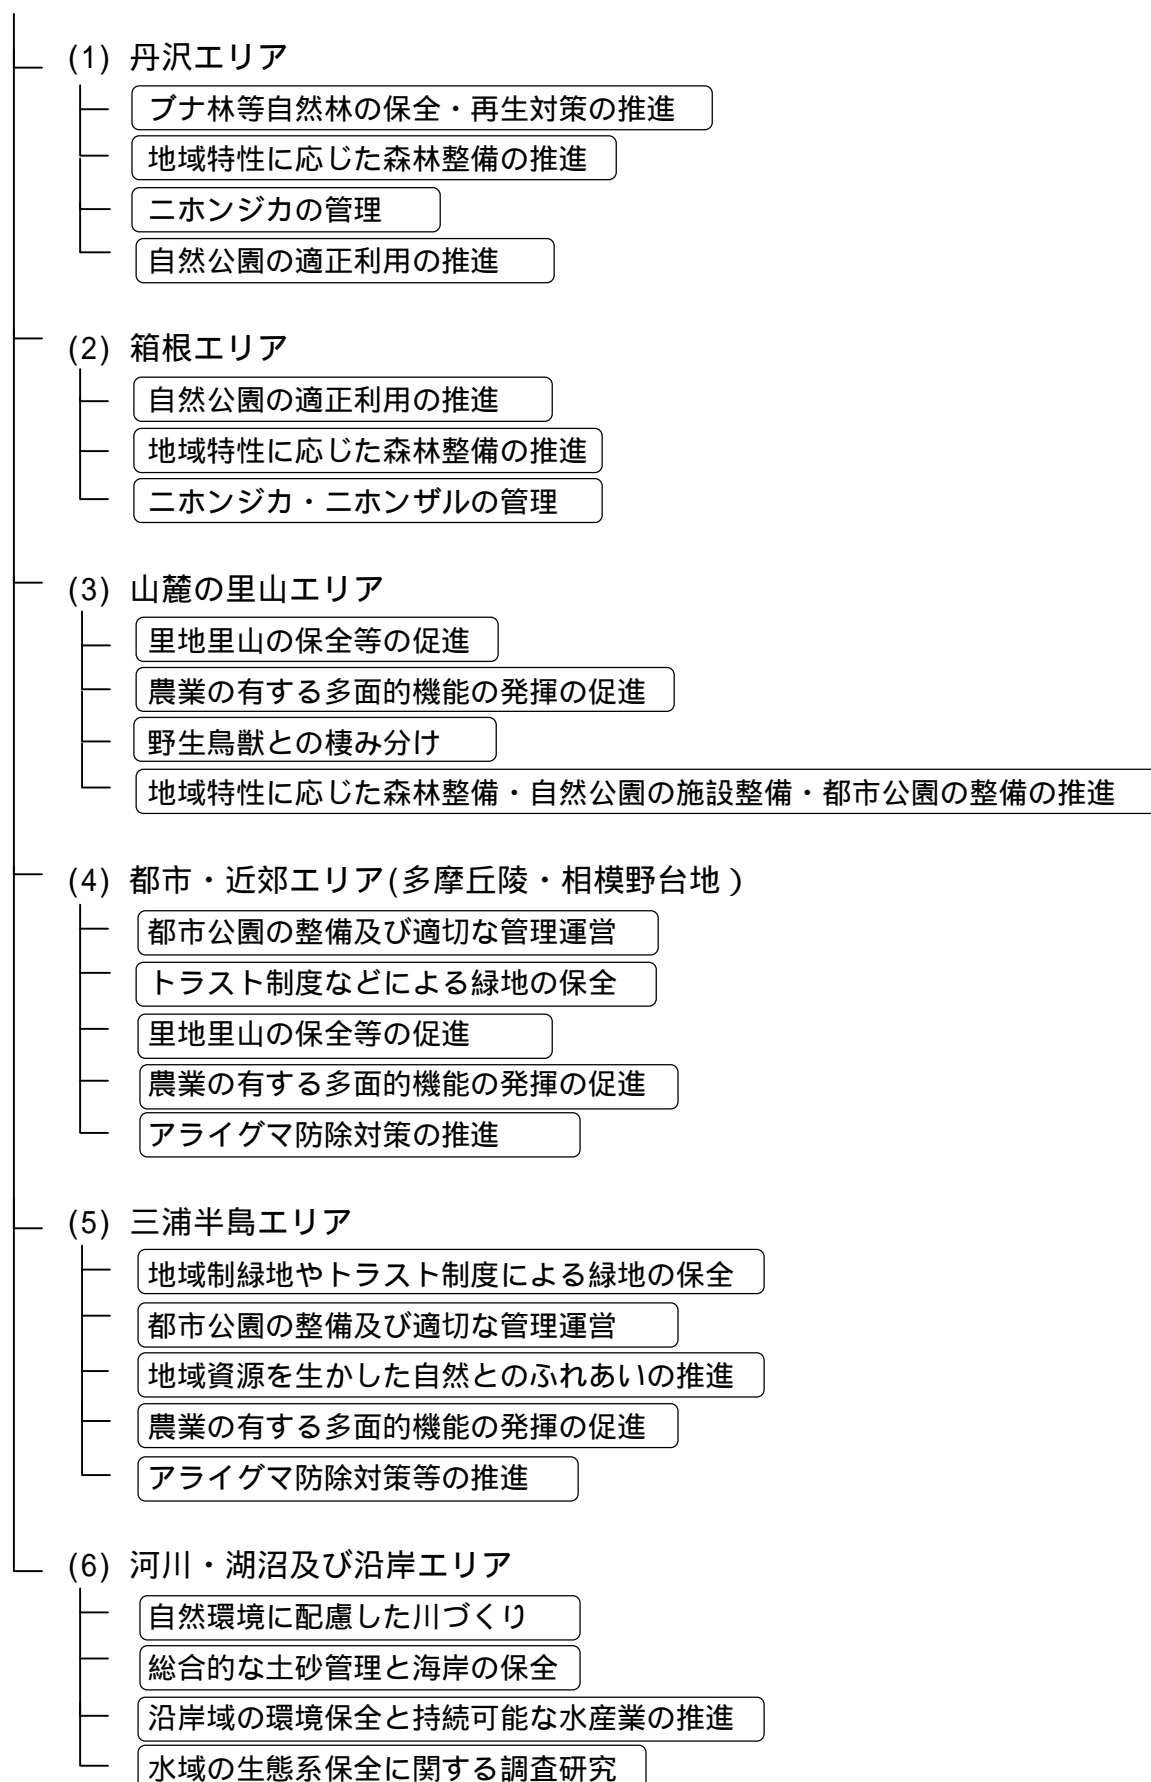 (1) 丹沢エリア
ブナ林等自然林の保全・再生対策の推進
地域特性に応じた森林整備の推進
ニホンジカの管理
自然公園の適正利用の推進
(2) 箱根エリア
自然公園の適正利用の推進
地域特性に応じた森林整備の推進
ニホンジカ・ニホンザルの管理
(3) 山麓の里山エリア
里地里山の保全等の促進
農業の有する多面的機能の発揮の促進
野生鳥獣との棲み分け
地域特性に応じた森林整備・自然公園の施設整備・都市公園の整備の推進
(4) 都市・近郊エリア(多摩丘陵・相模野台地）
都市公園の整備及び適切な管理運営
トラスト制度などによる緑地の保全
里地里山の保全等の促進
農業の有する多面的機能の発揮の促進
アライグマ防除対策の推進
(5) 三浦半島エリア
地域制緑地やトラスト制度による緑地の保全
都市公園の整備及び適切な管理運営
地域資源を生かした自然とのふれあいの推進
農業の有する多面的機能の発揮の促進
アライグマ防除対策等の推進
(6) 河川・湖沼及び沿岸エリア
自然環境に配慮した川づくり
総合的な土砂管理と海岸の保全
沿岸域の環境保全と持続可能な水産業の推進
水域の生態系保全に関する調査研究